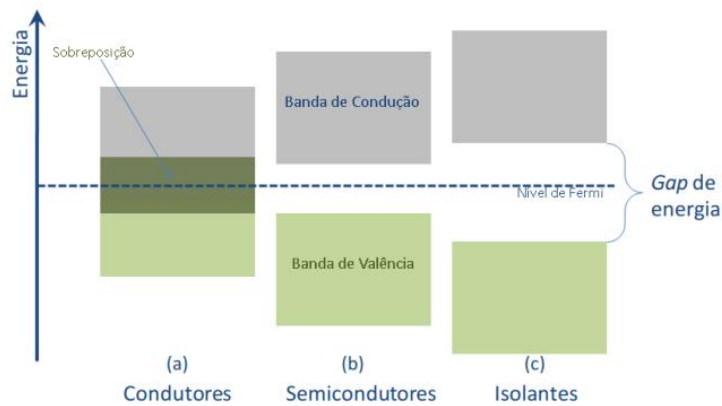 Energia
Sobreposição
Banda de Condução
Nível de Fermi
Gap de
energia
Banda de Valência
(a)
(b)
(c)
Condutores
Semicondutores
Isolantes